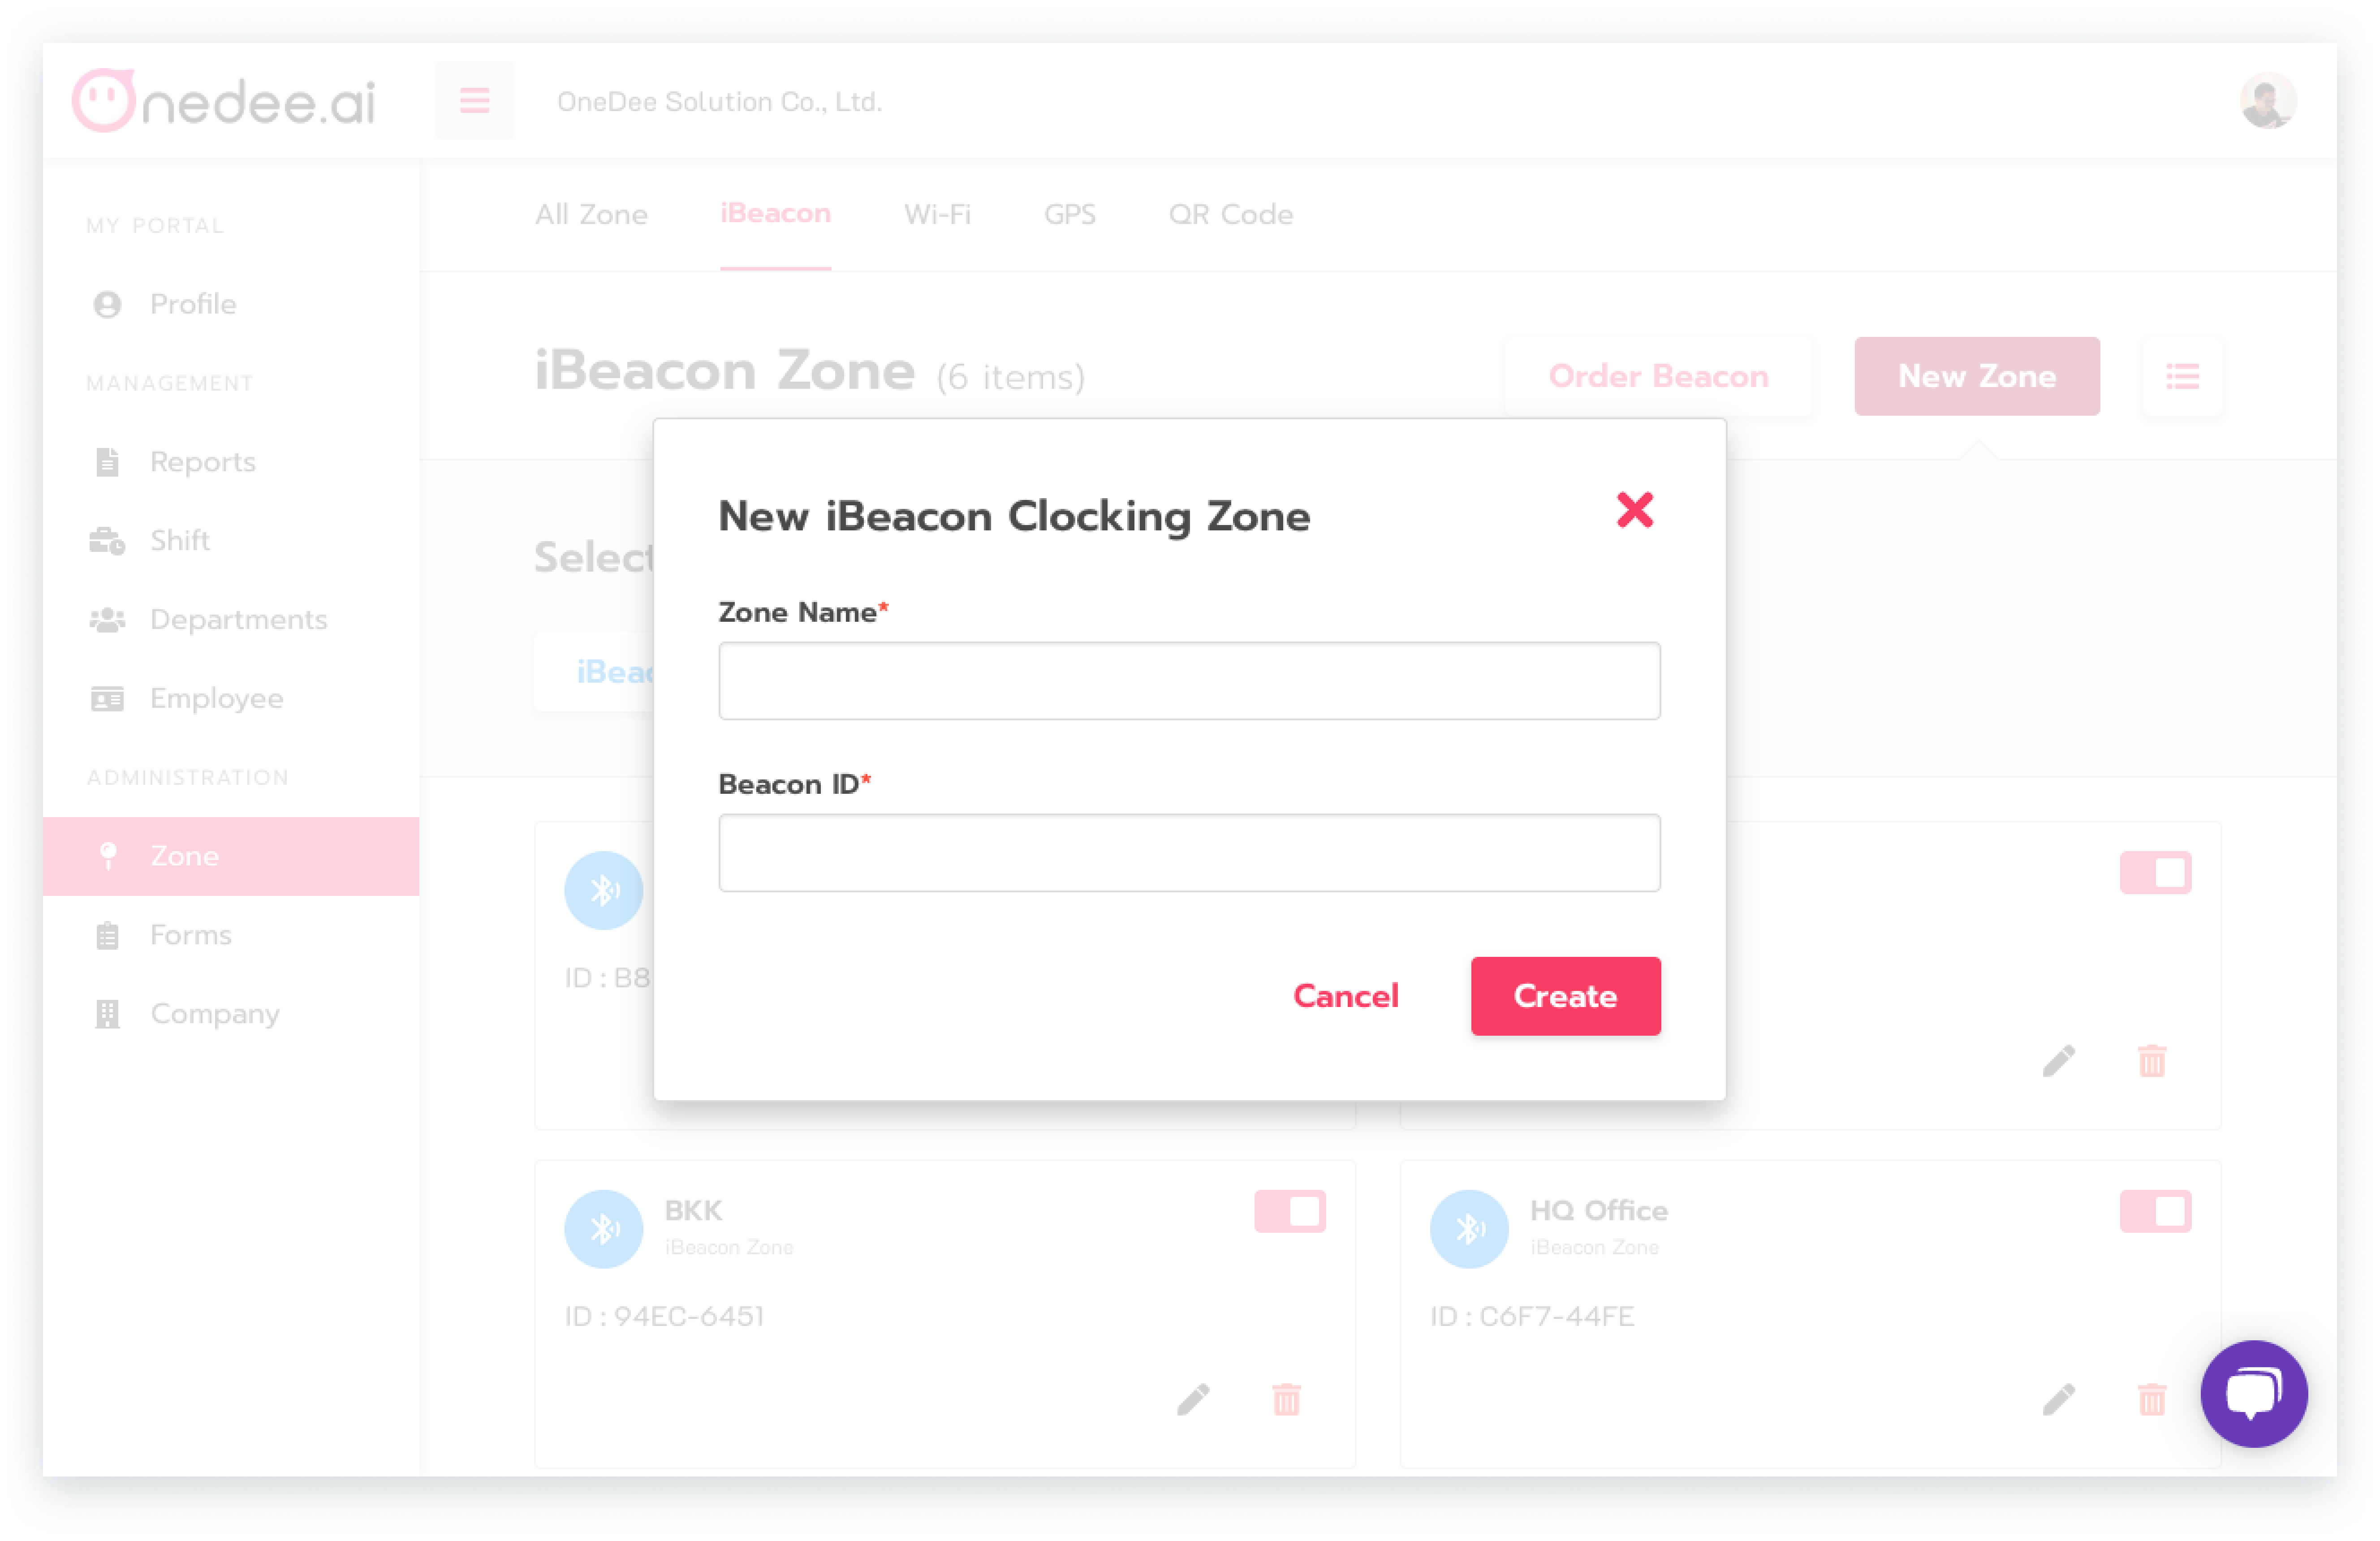 Onedee.ai
OneDee Solution Co., Ltd.
MY PORTAL
Profile
MANAGEMENT
Reports
Shift
Departments
Employee
ADMINISTRATION
Zone
Forms
Company
All Zone iBeacon Wi-Fi GPS QR Code
iBeacon Zone (6 items)
Order Beacon New Zone
Select
iBeac
New iBeacon Clocking Zone
Zone Name*
Beacon ID*
Cancel Create
ID : B8
BKK
iBeacon Zone
ID : 94EC-6451
HQ Office
iBeacon Zone
ID : C6F7-44FE